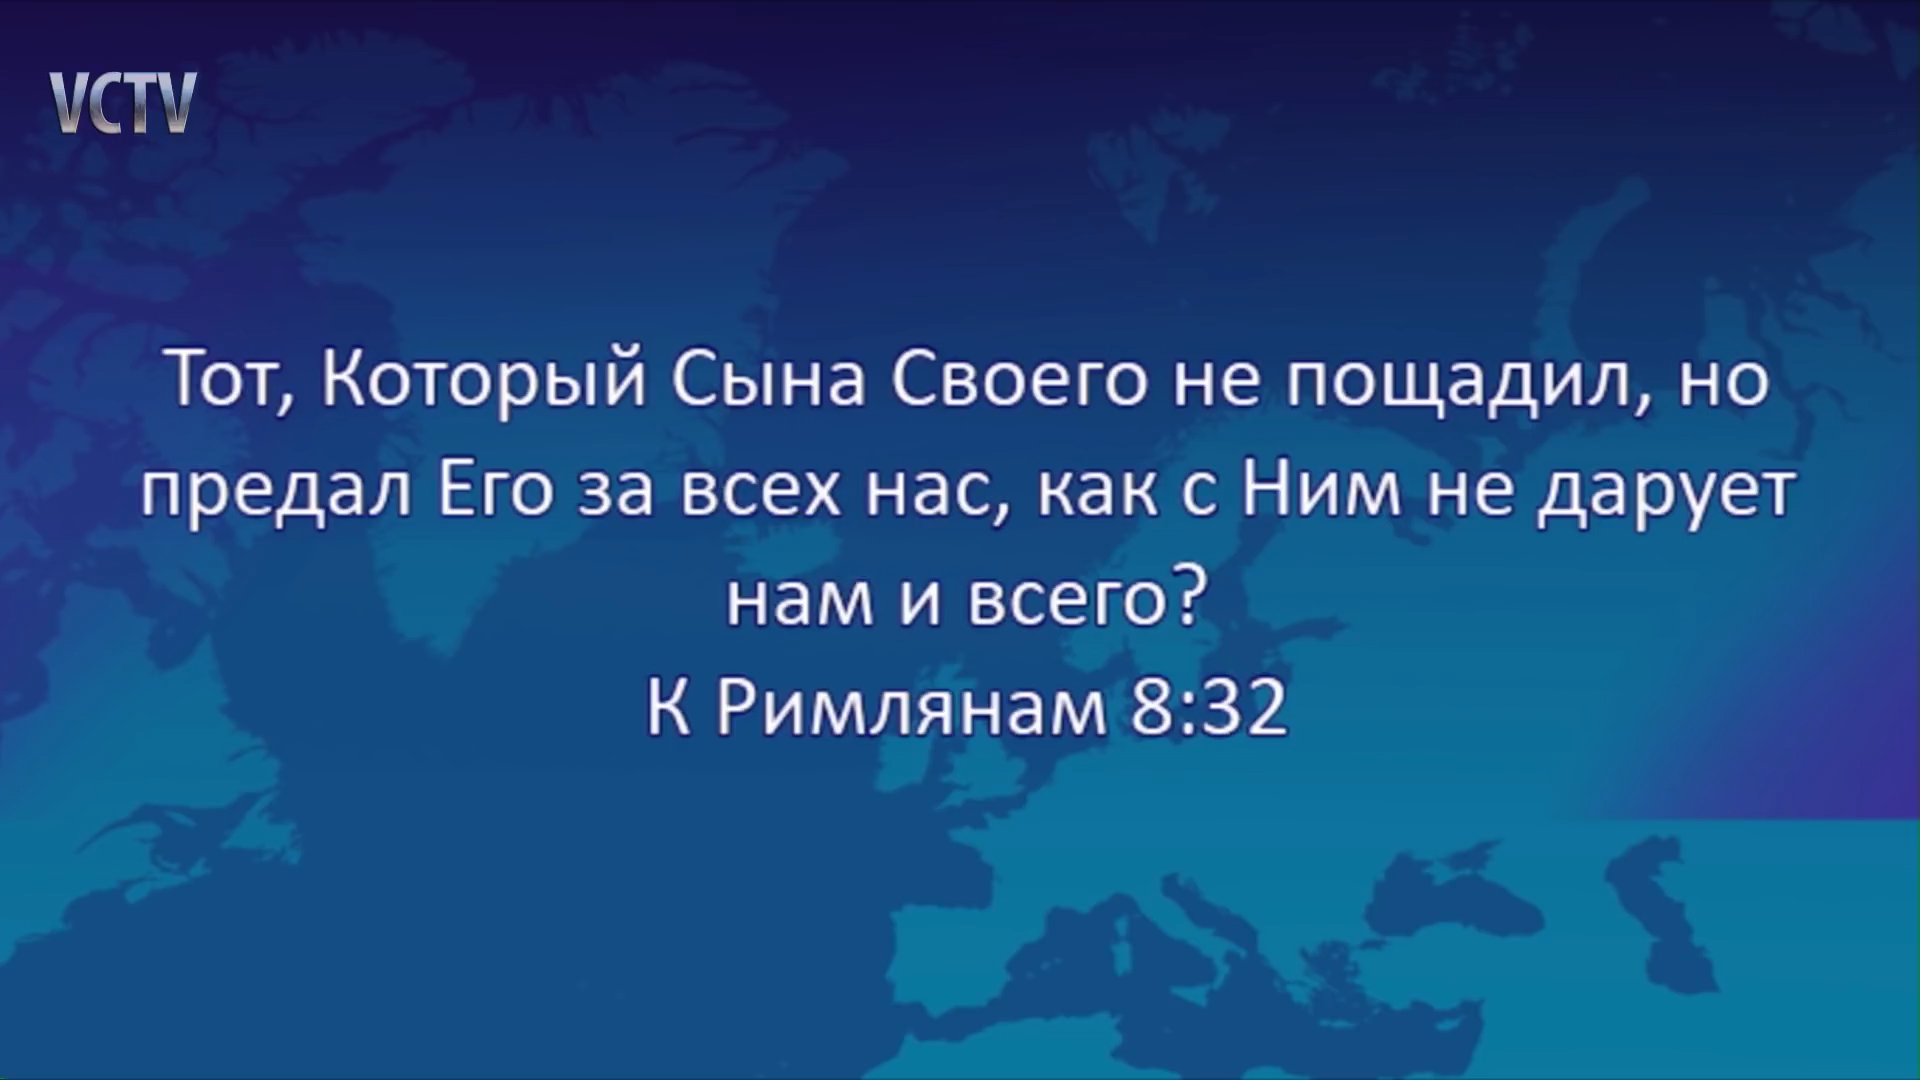 VCTV
Тот, Который Сына Своего не пощадил, но
предал Его за всех нас, как с Ним не дарует
нам и всего?
К Римлянам 8:32